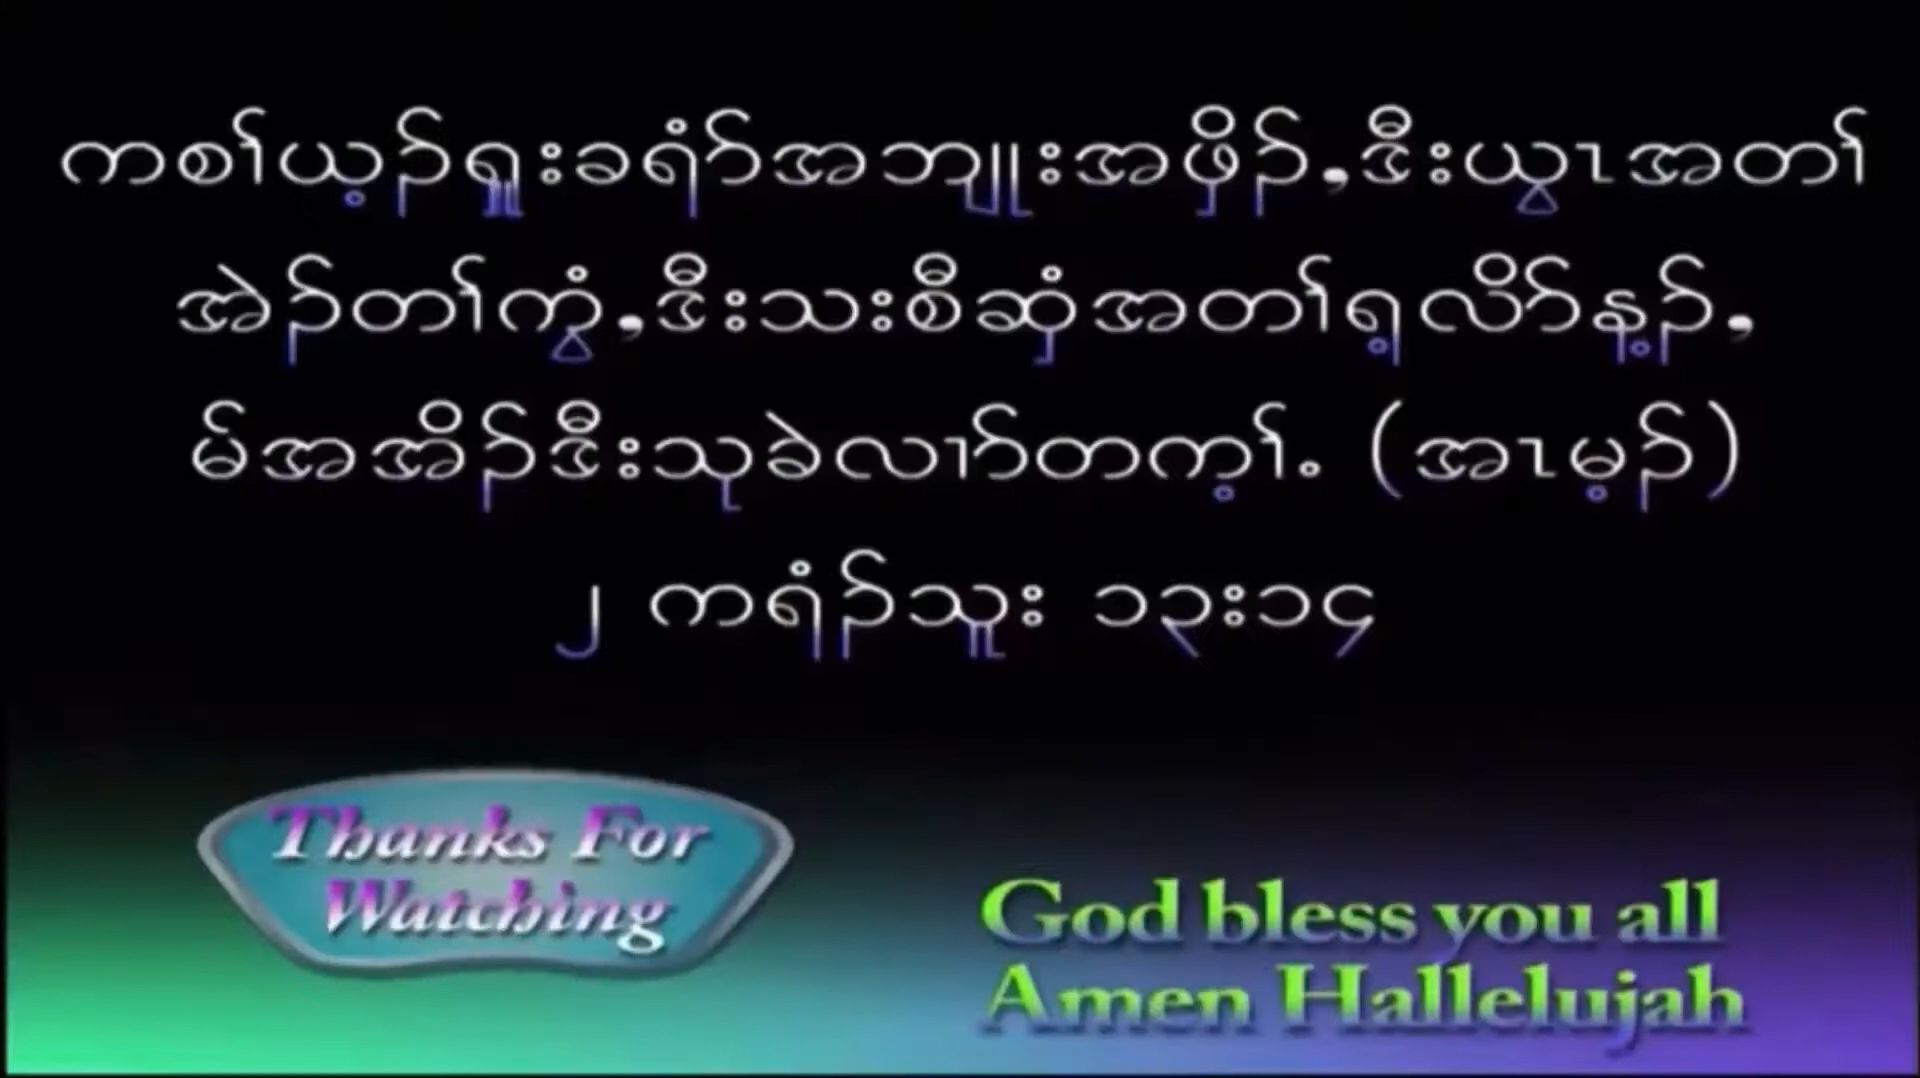 ကစၢ်ယ့ၣ်ရှူးခရံာ်အဘျုးအဖှိၣ်,ဒီးယွၤအတၢ်
အဲၣ်တၢ်ကွံ,ဒီးသးစီဆှံအတၢ်ရ့လိာ်န့ၣ်,
မ်အအိၣ်ဒီးသုခဲလၢာ်တက့ၢ်. (အၤမ့ၣ်)
၂ ကရံၣ်သူး ၁၃း၁၄
Thanks For
Watching
God bless you all
Amen Hallelujah